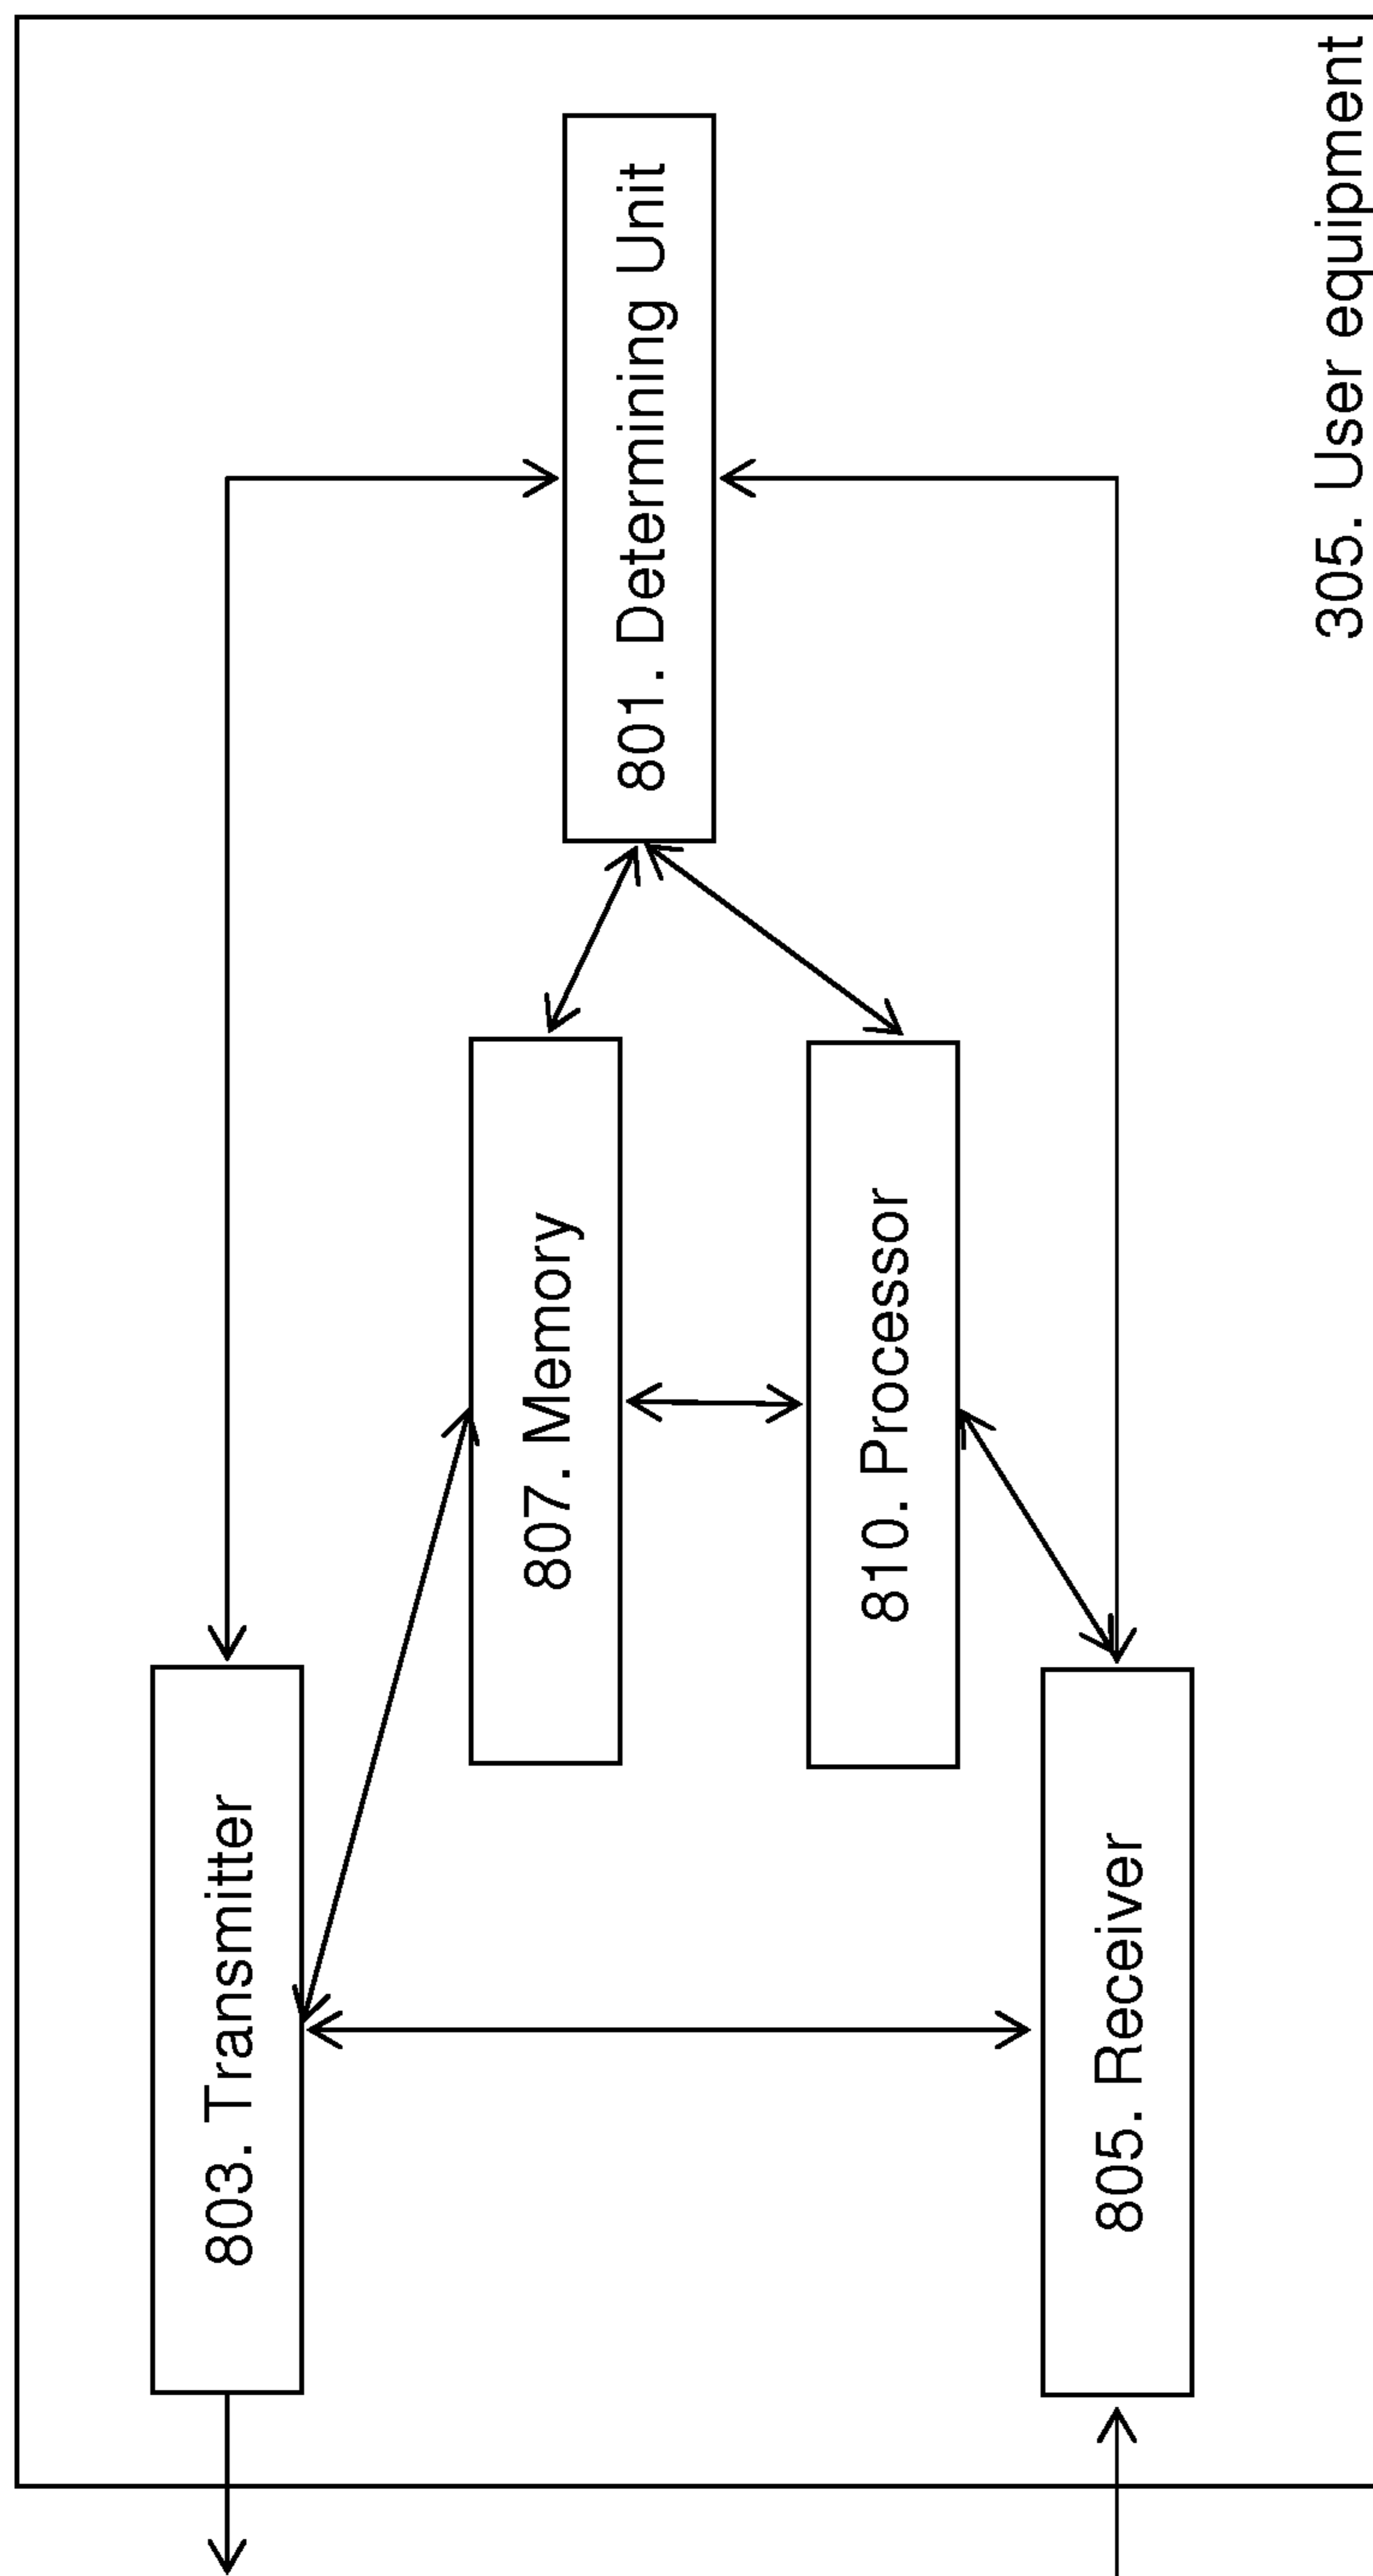 803. Transmitter
807. Memory
801. Determining Unit
810. Processor
805. Receiver
305. User equipment